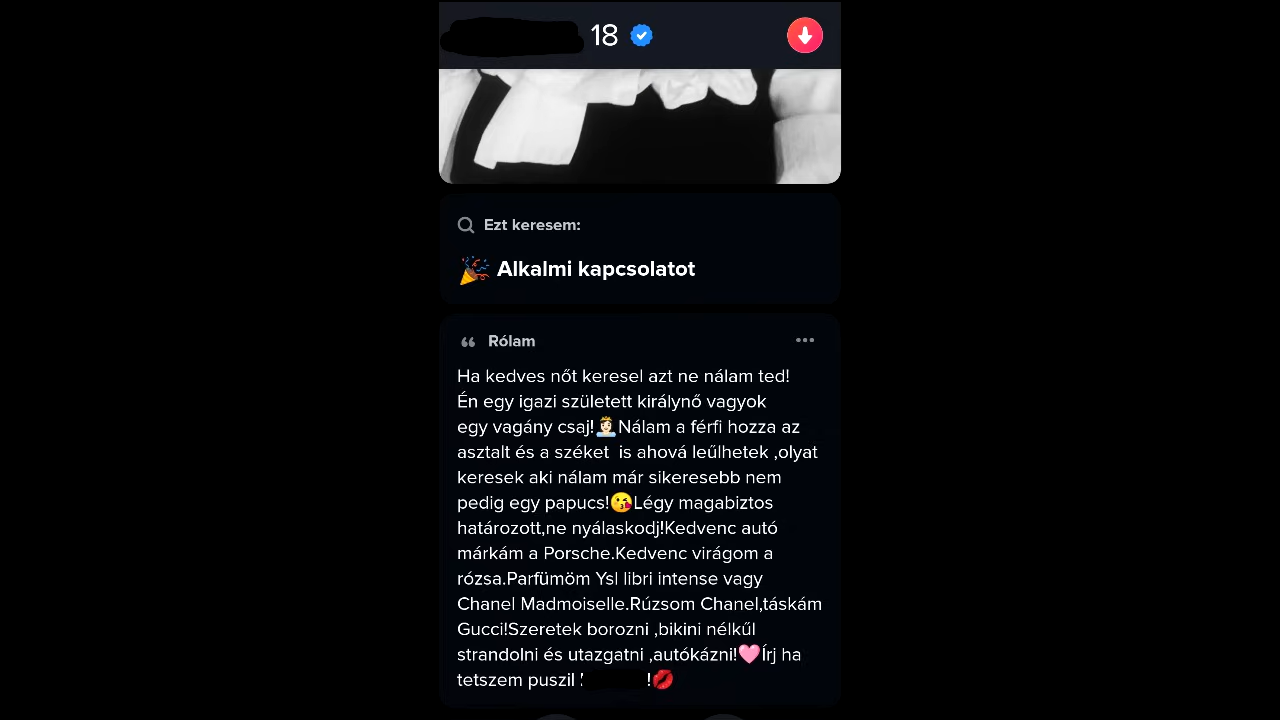 18
Ezt keresem:
🎉 Alkalmi kapcsolatot
“ Rólam
Ha kedves nőt keresel azt ne nálam ted!
Én egy igazi született királynő vagyok
egy vagány csaj!👸🏻Nálam a férfi hozza az
asztalt és a széket  is ahová leűlhetek ,olyat
keresek aki nálam már sikeresebb nem
pedig egy papucs!😘Légy magabiztos
határozott,ne nyálaskodj!Kedvenc autó
márkám a Porsche.Kedvenc virágom a
rózsa.Parfümöm Ysl libri intense vagy
Chanel Madmoiselle.Rúzsom Chanel,táskám
Gucci!Szeretek borozni ,bikini nélkűl
strandolni és utazgatni ,autókázni!🩷Írj ha
tetszem puszil !💋